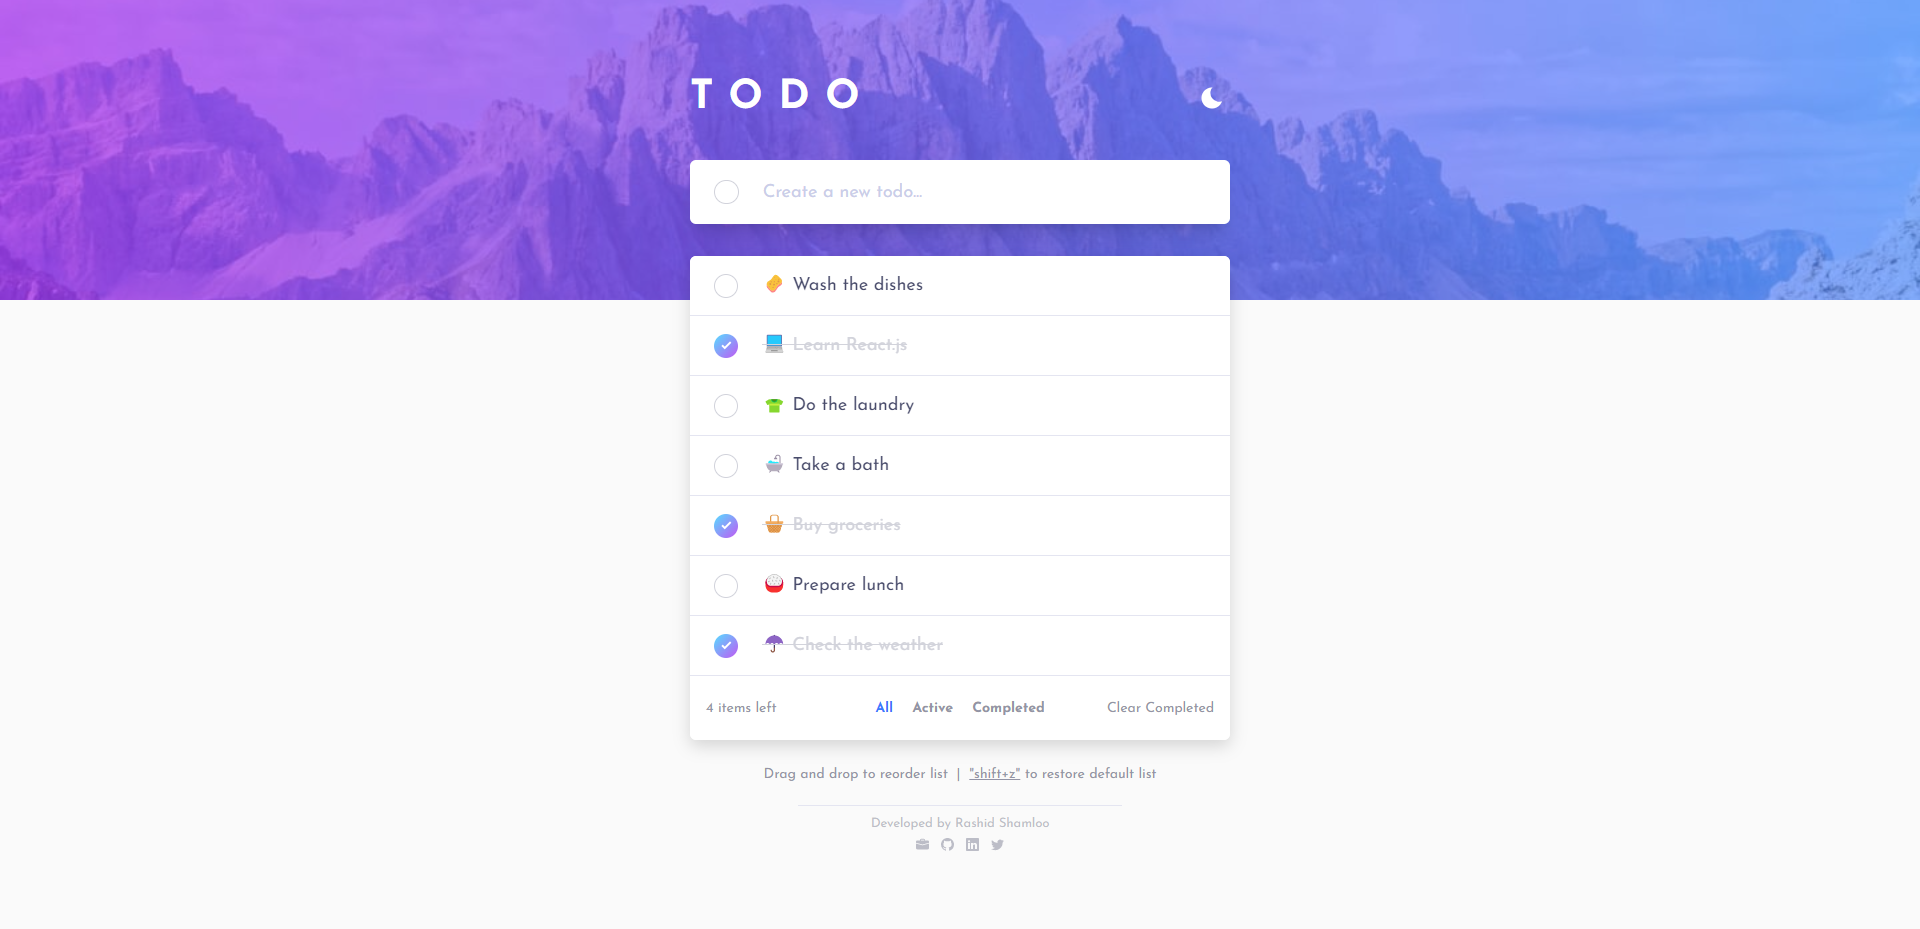 TODO
Create a new todo...
Wash the dishes
Learn React.js
Do the laundry
Take a bath
Buy groceries
Prepare lunch
Check the weather
4 items left All Active Completed Clear Completed
Drag and drop to reorder list | "shift+z" to restore default list
Developed by Rashid Shamloo